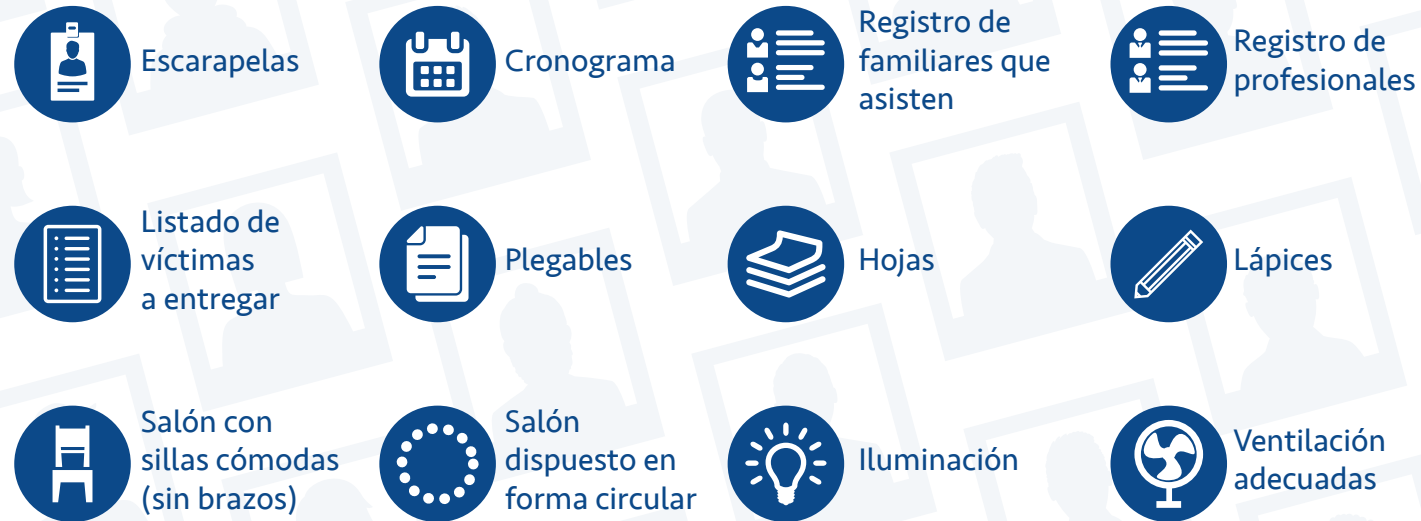 Escarapelas
Cronograma
Registro de
familiares que
asisten
Registro de
profesionales
Listado de
víctimas
a entregar
Plegables
Hojas
Lápices
Salón con
sillas cómodas
(sin brazos)
Salón
dispuesto en
forma circular
Iluminación
Ventilación
adecuadas